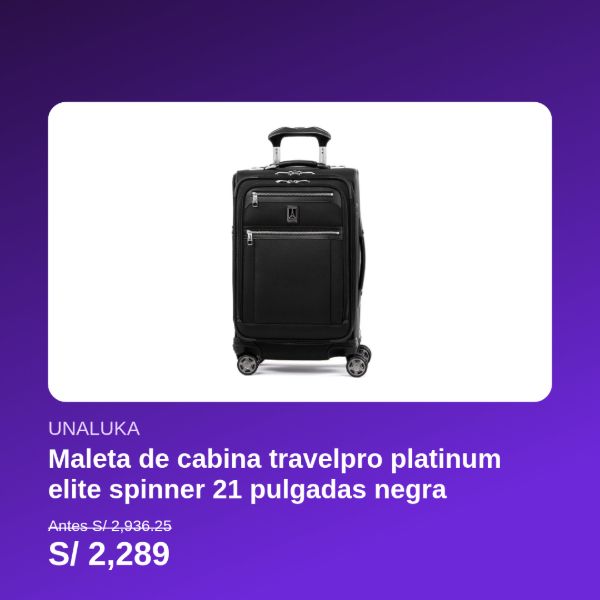 UNALUKA
Maleta de cabina travelpro platinum
elite spinner 21 pulgadas negra
Antes S/ 2,936.25
S/ 2,289